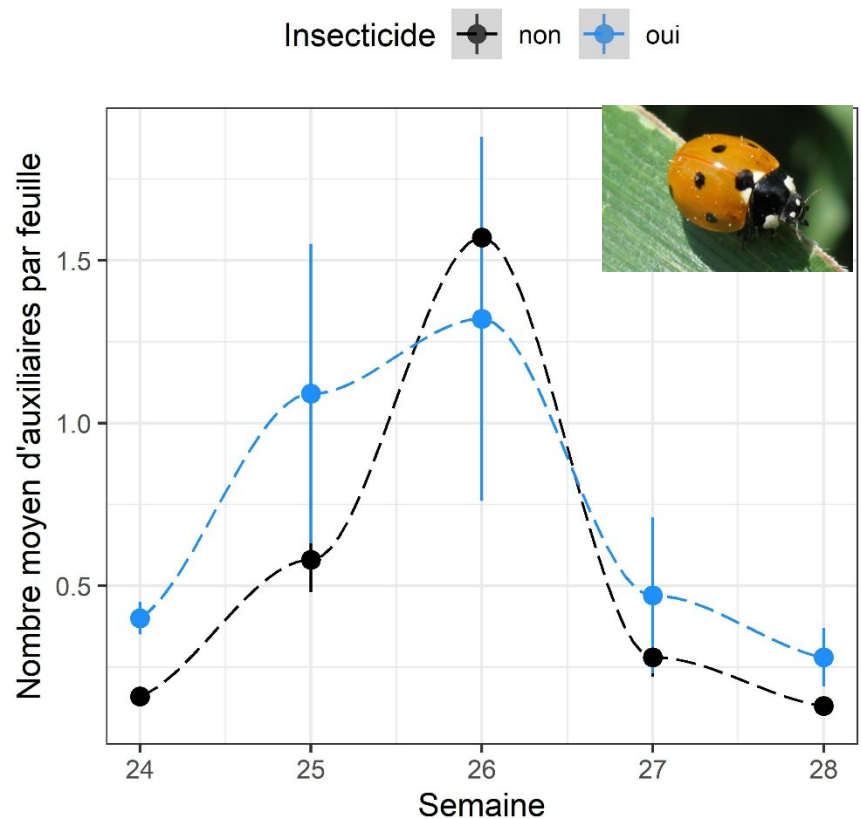 Insecticide non oui
Nombre moyen d'auxiliaires par feuille
1.5
1.0
0.5
24 25 26 27 28
Semaine